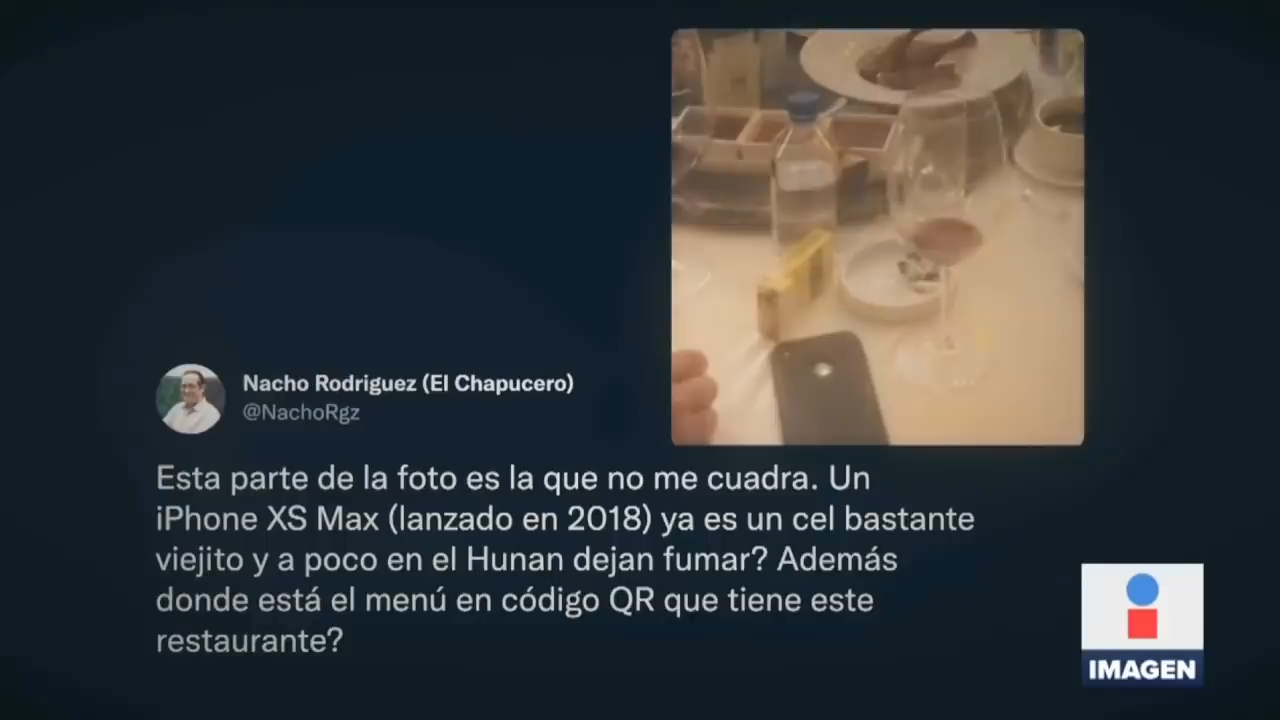 Nacho Rodriguez (El Chapucero)
@NachoRgz
Esta parte de la foto es la que no me cuadra. Un
iPhone XS Max (lanzado en 2018) ya es un cel bastante
viejito y a poco en el Hunan dejan fumar? Además
donde está el menú en código QR que tiene este
restaurante?
IMAGEN